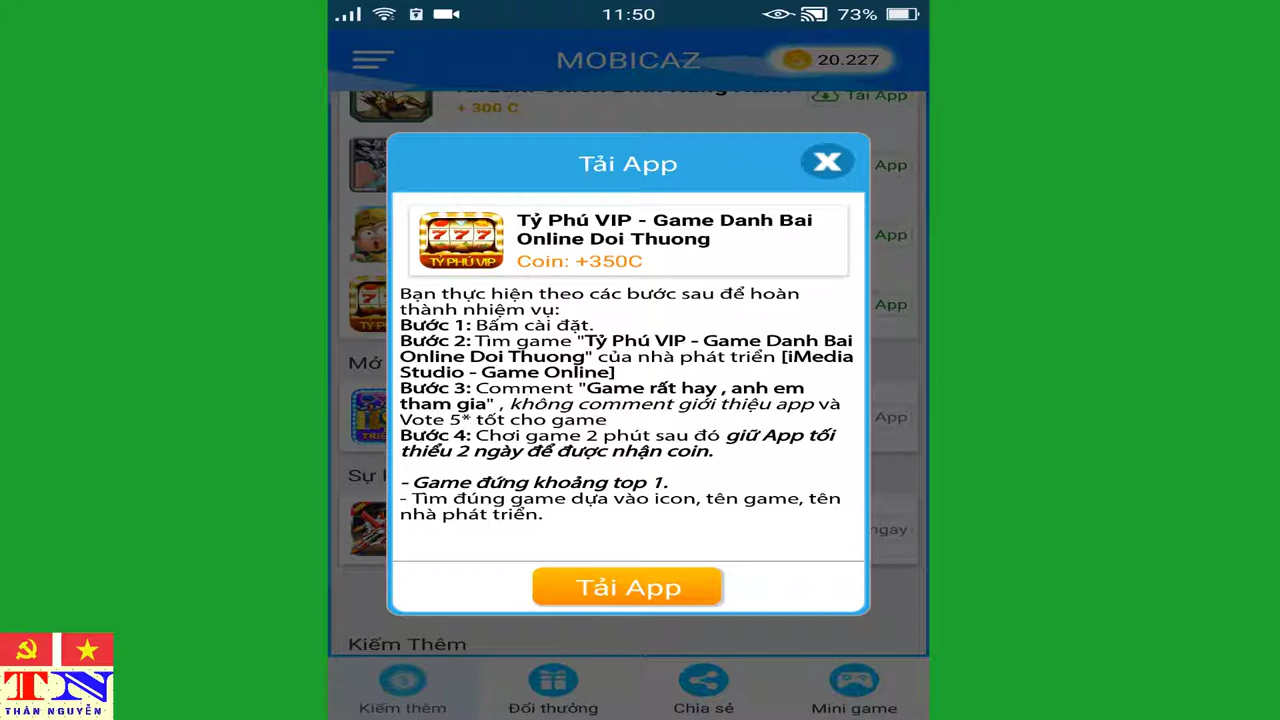 11:50
73%
MOBICAZ
20.227
+ 300 C
Tải App
Tải App
App
Tỷ Phú VIP - Game Danh Bai
Online Doi Thuong
Coin: +350C
777
TỶ PHÚ VIP
App
App
Bạn thực hiện theo các bước sau để hoàn
thành nhiệm vụ:
Bước 1: Bấm cài đặt.
Bước 2: Tìm game "Tỷ Phú VIP - Game Danh Bai
Online Doi Thuong" của nhà phát triển [iMedia
Studio - Game Online]
Bước 3: Comment "Game rất hay , anh em
tham gia" , không comment giới thiệu app và
Vote 5* tốt cho game
Bước 4: Chơi game 2 phút sau đó giữ App tối
thiểu 2 ngày để được nhận coin.
- Game đứng khoảng top 1.
- Tìm đúng game dựa vào icon, tên game, tên
nhà phát triển.
Mở
App
ngay
Tải App
Kiếm Thêm
Kiếm thêm
Đổi thưởng
Chia sẻ
Mini game
TN
THÂN NGUYỄN